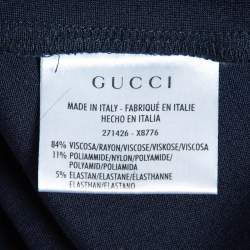 GUCCI
MADE IN ITALY - FABRIQUÉ EN ITALIE
HECHO EN ITALIA
271426 - X8776
84% VISCOSA/RAYON/VISCOSE/VISKOSE/VISCOSA
11% POLIAMMIDE/NYLON/POLYAMIDE/
POLYAMID/POLIAMIDA
5% ELASTAN/ELASTANE/ÉLASTHANNE
ELASTHAN/ELASTANO